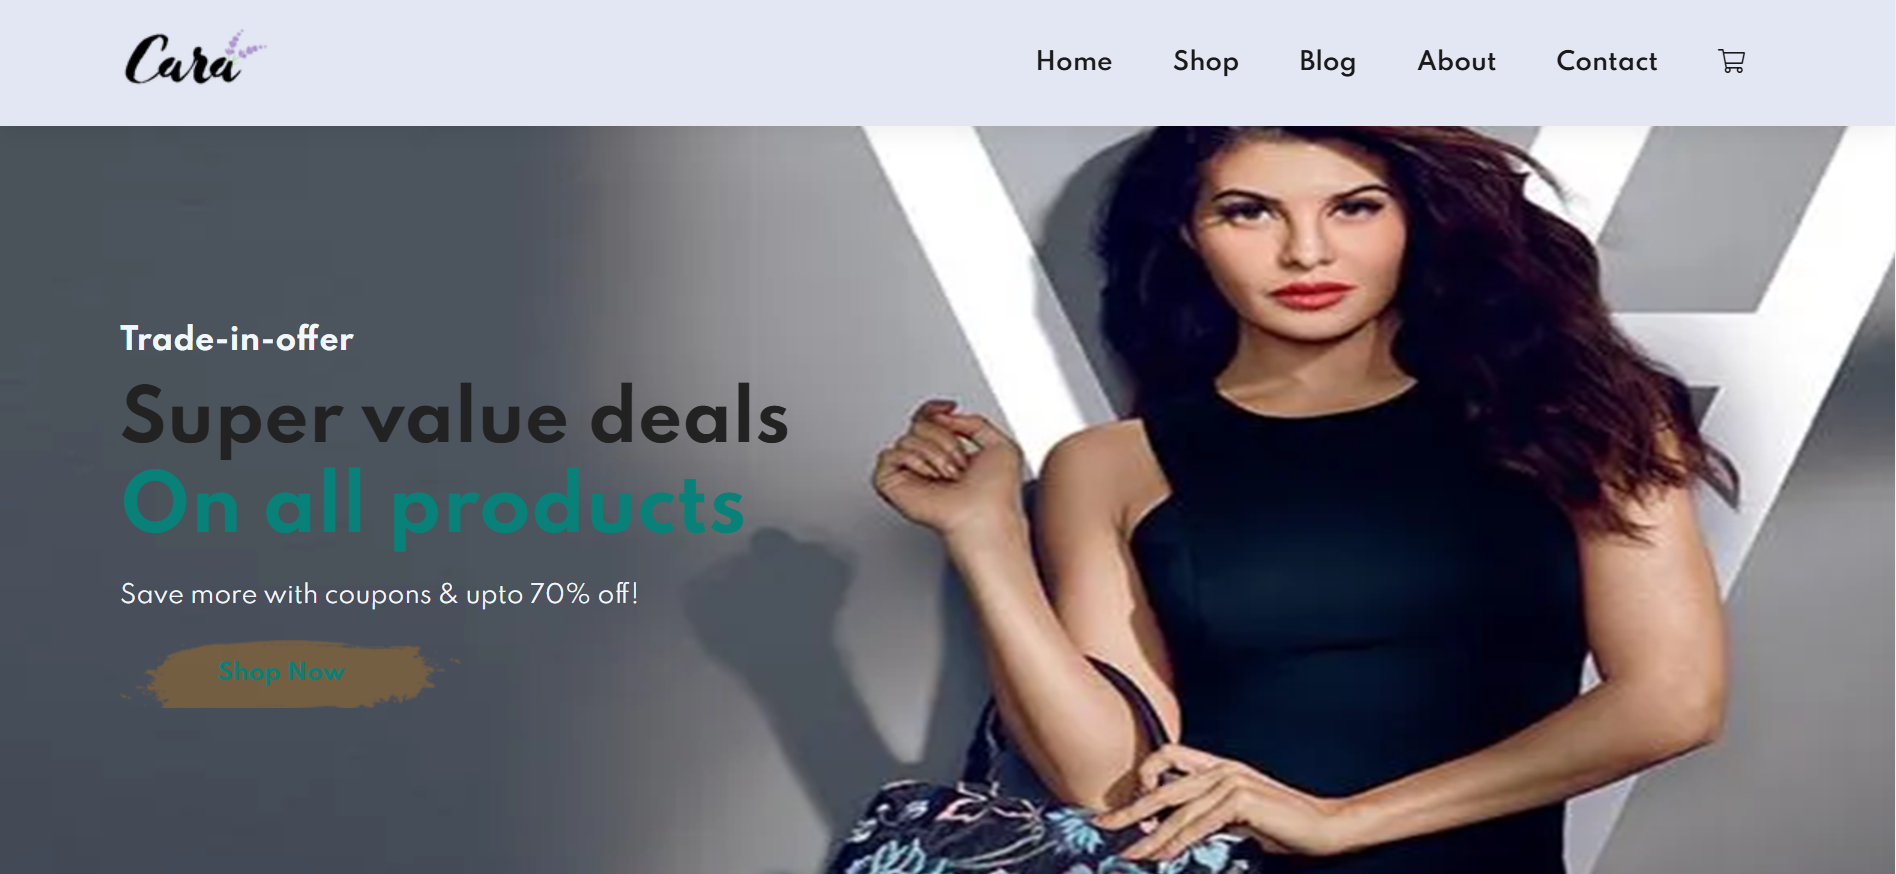 Cara
Home Shop Blog About Contact
Trade-in-offer
Super value deals
On all products
Save more with coupons & upto 70% off!
Shop Now